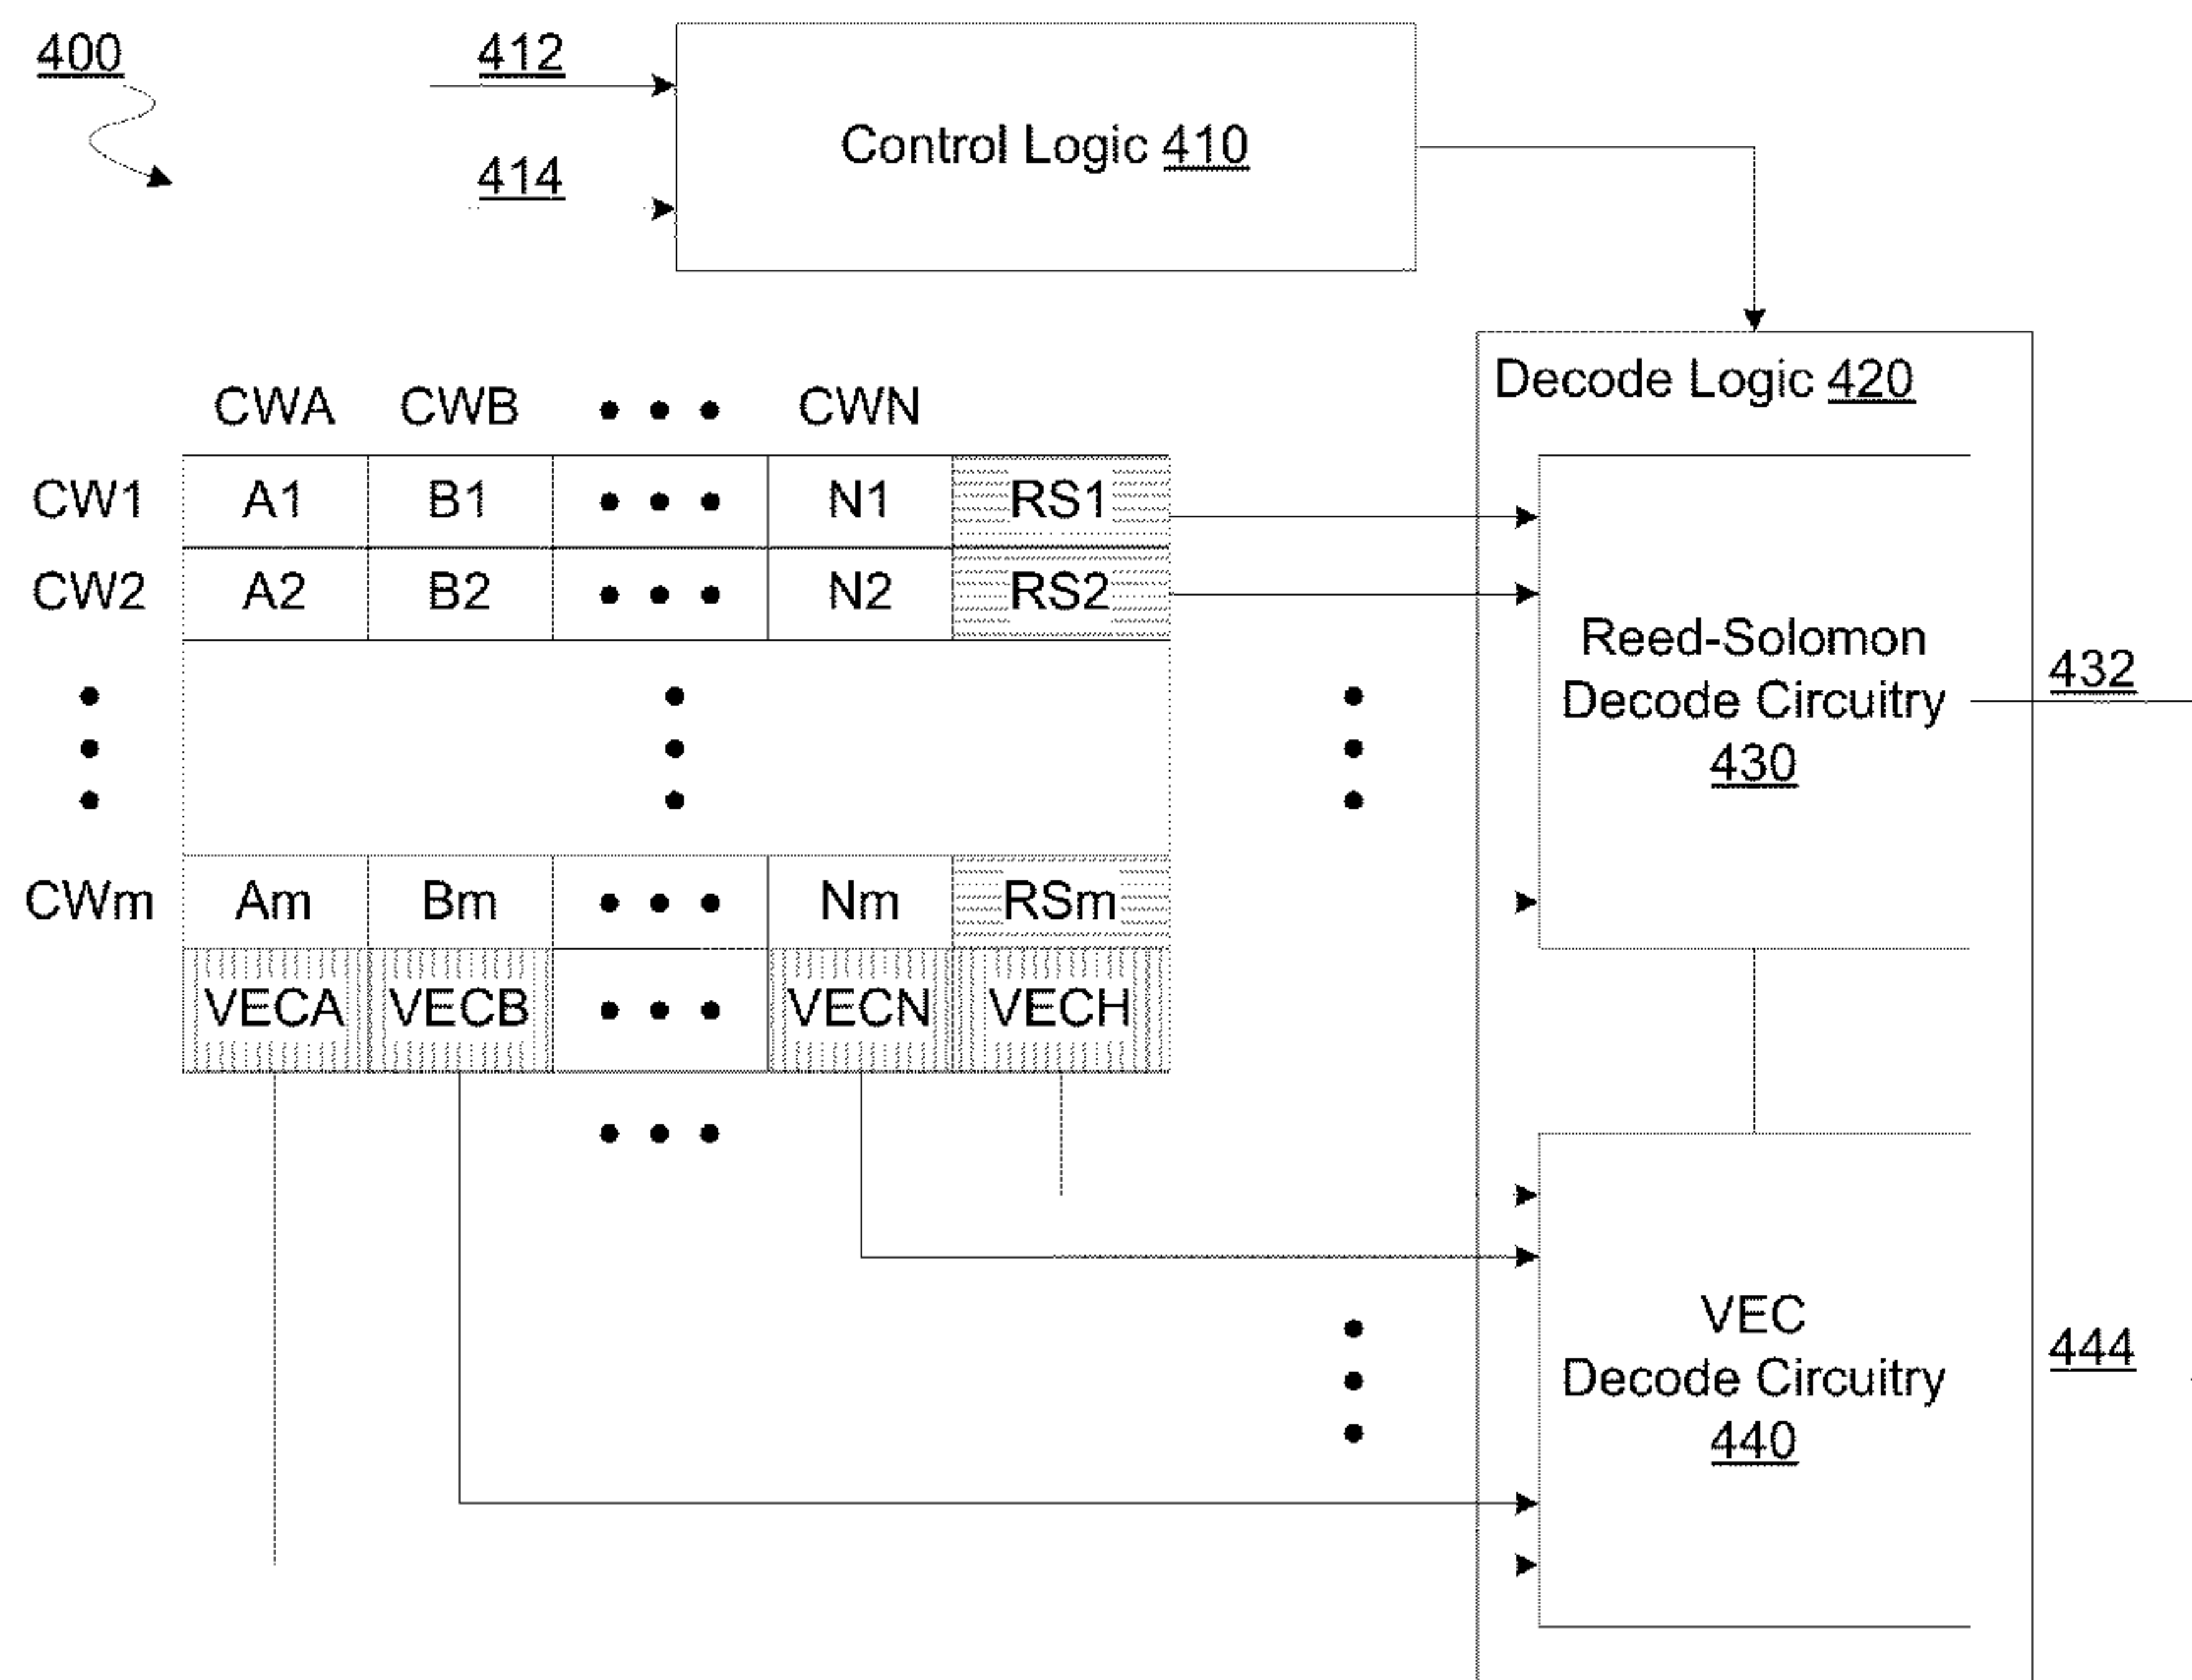 400
412
414
Control Logic 410
Decode Logic 420
CWA CWB CWN
CW1 A1 B1 N1 RS1
CW2 A2 B2 N2 RS2
Reed-Solomon
Decode Circuitry
430
432
CWm Am Bm Nm RSm
VECA VECB VECN VECH
VEC
Decode Circuitry
440
444